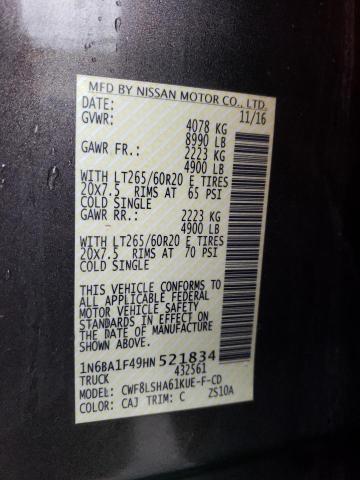 MFD BY NISSAN MOTOR CO., LTD.
DATE: 11/16
GVWR: 4078 KG
8990 LB
GAWR FR.: 2223 KG
4900 LB
WITH LT265/60R20 E TIRES
20X7.5 RIMS AT 65 PSI
COLD SINGLE
GAWR RR.: 2223 KG
4900 LB
WITH LT265/60R20 E TIRES
20X7.5 RIMS AT 70 PSI
COLD SINGLE
THIS VEHICLE CONFORMS TO
ALL APPLICABLE FEDERAL
MOTOR VEHICLE SAFETY
STANDARDS IN EFFECT ON
THE DATE OF MANUFACTURE
SHOWN ABOVE.
1N6BA1F49HN521834
TRUCK 432561
MODEL: CWF8LSHA61KUE-F-CD
COLOR: CAJ TRIM: C ZS10A